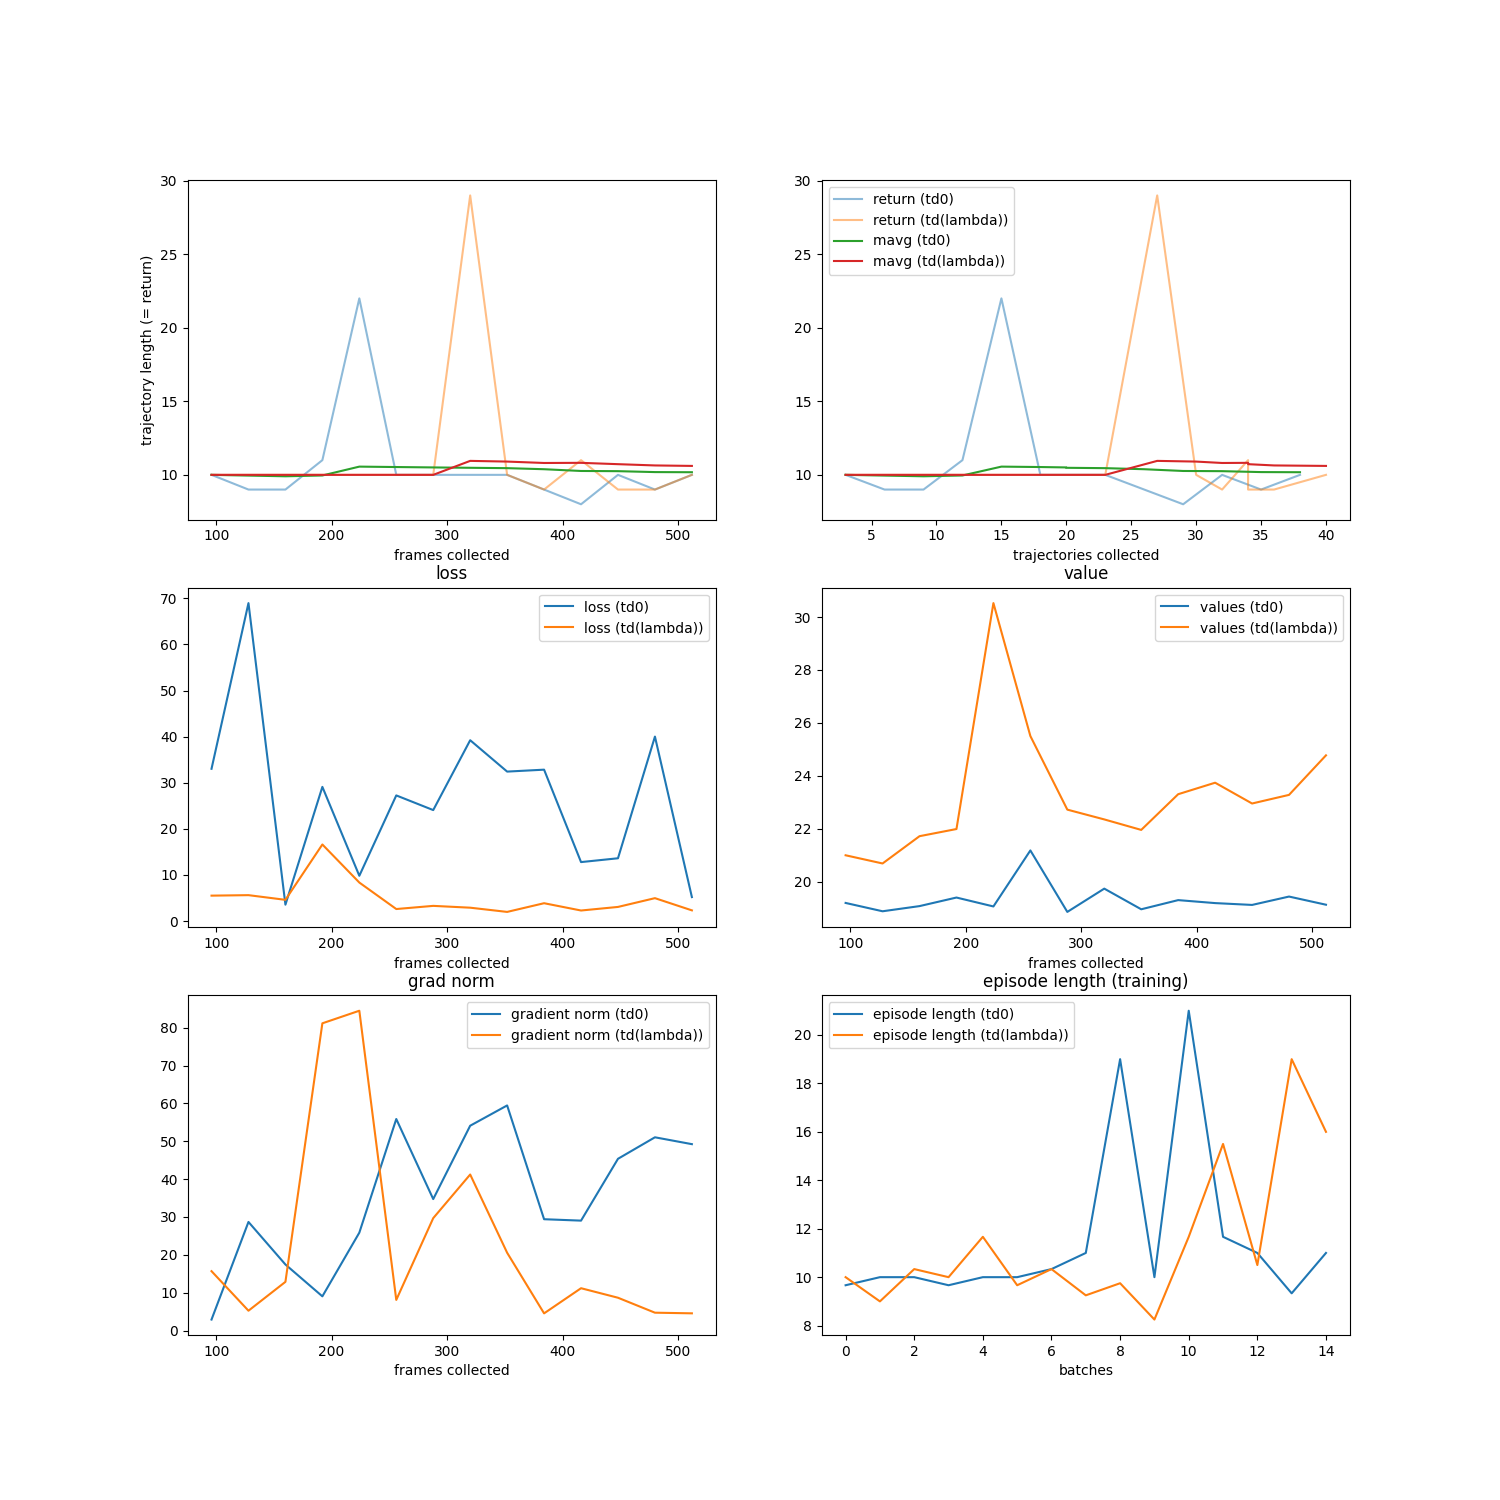 30
25
20
15
10
trajectory length (= return)
100 200 300 400 500
frames collected
30
25
20
15
10
return (td0)
return (td(lambda))
mavg (td0)
mavg (td(lambda))
5 10 15 20 25 30 35 40
trajectories collected
loss
70
60
50
40
30
20
10
0
loss (td0)
loss (td(lambda))
100 200 300 400 500
frames collected
value
30
28
26
24
22
20
values (td0)
values (td(lambda))
100 200 300 400 500
frames collected
grad norm
80
70
60
50
40
30
20
10
0
gradient norm (td0)
gradient norm (td(lambda))
100 200 300 400 500
frames collected
episode length (training)
20
18
16
14
12
10
8
episode length (td0)
episode length (td(lambda))
0 2 4 6 8 10 12 14
batches